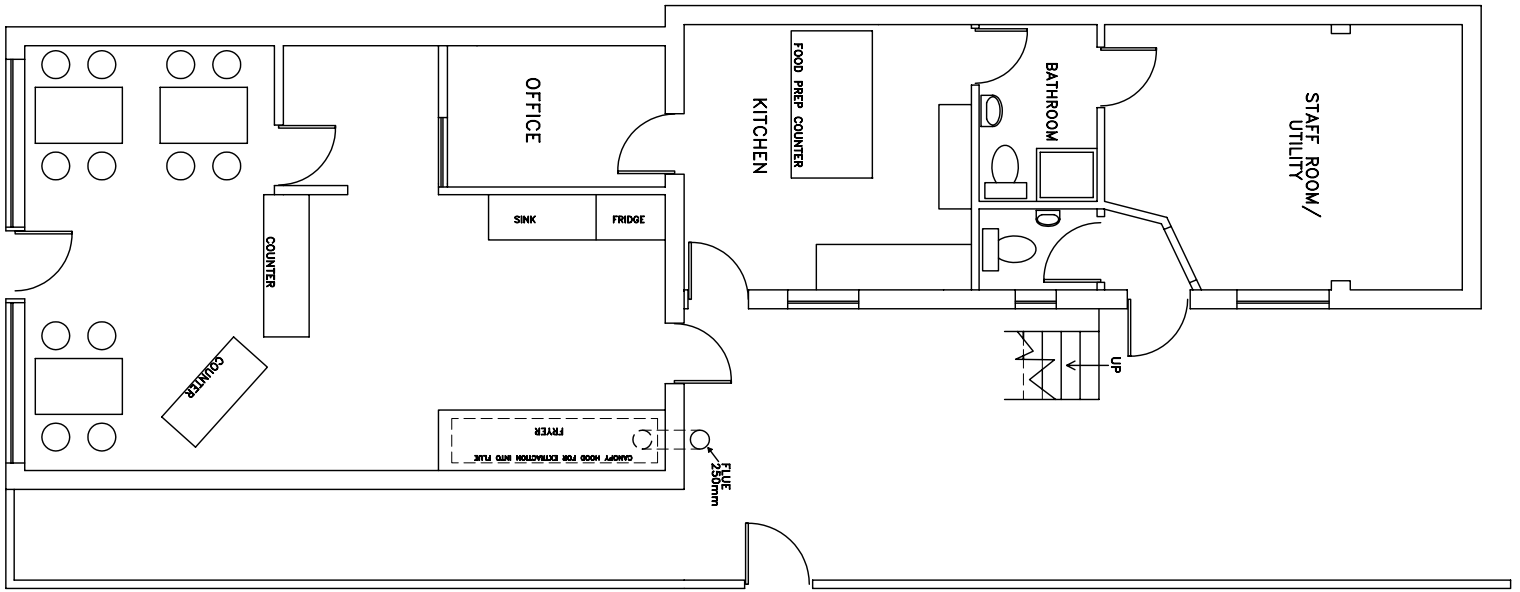 OFFICE
FOOD PREP COUNTER
KITCHEN
BATHROOM
STAFF ROOM/
UTILITY
SINK
FRIDGE
COUNTER
COUNTER
UP
FRYER
CANOPY HOOD FOR EXTRACTION INTO FLUE
FLUE
250mm